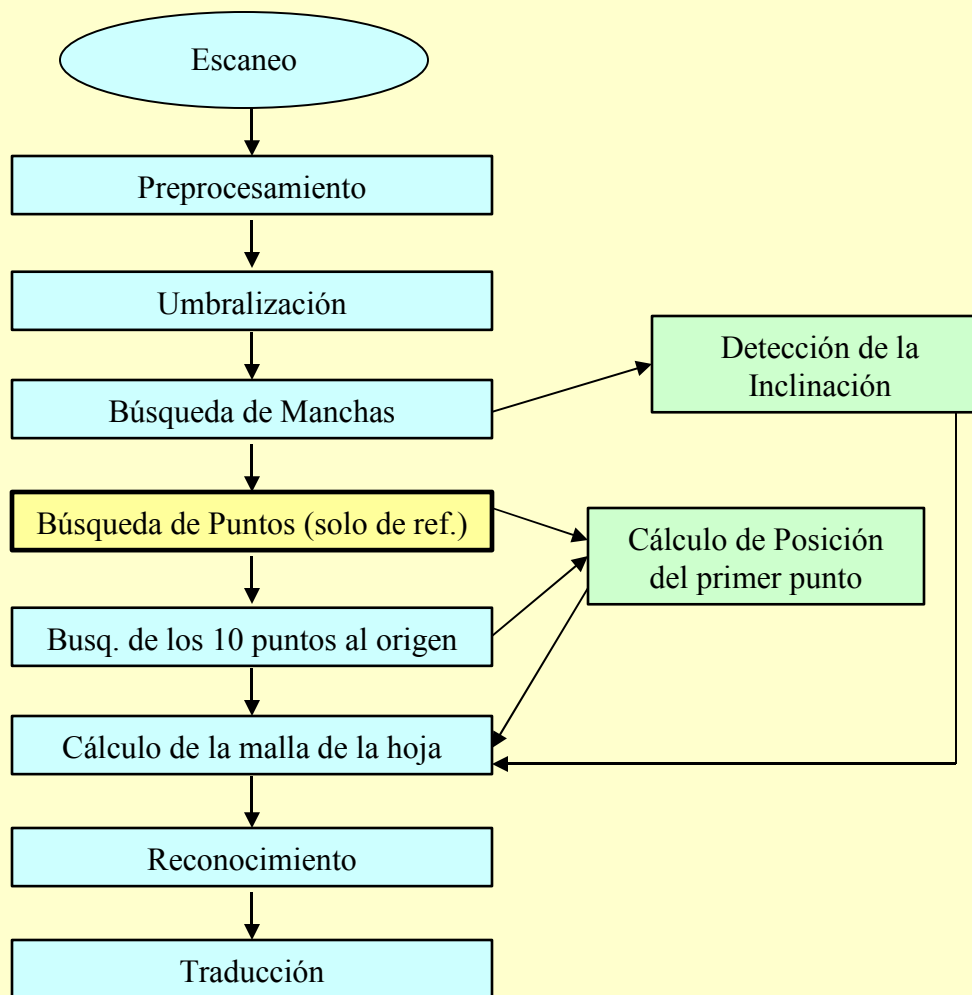 Escaneo
Preprocesamiento
Umbralización
Detección de la
Inclinación
Búsqueda de Manchas
Búsqueda de Puntos (solo de ref.)
Cálculo de Posición
del primer punto
Busq. de los 10 puntos al origen
Cálculo de la malla de la hoja
Reconocimiento
Traducción